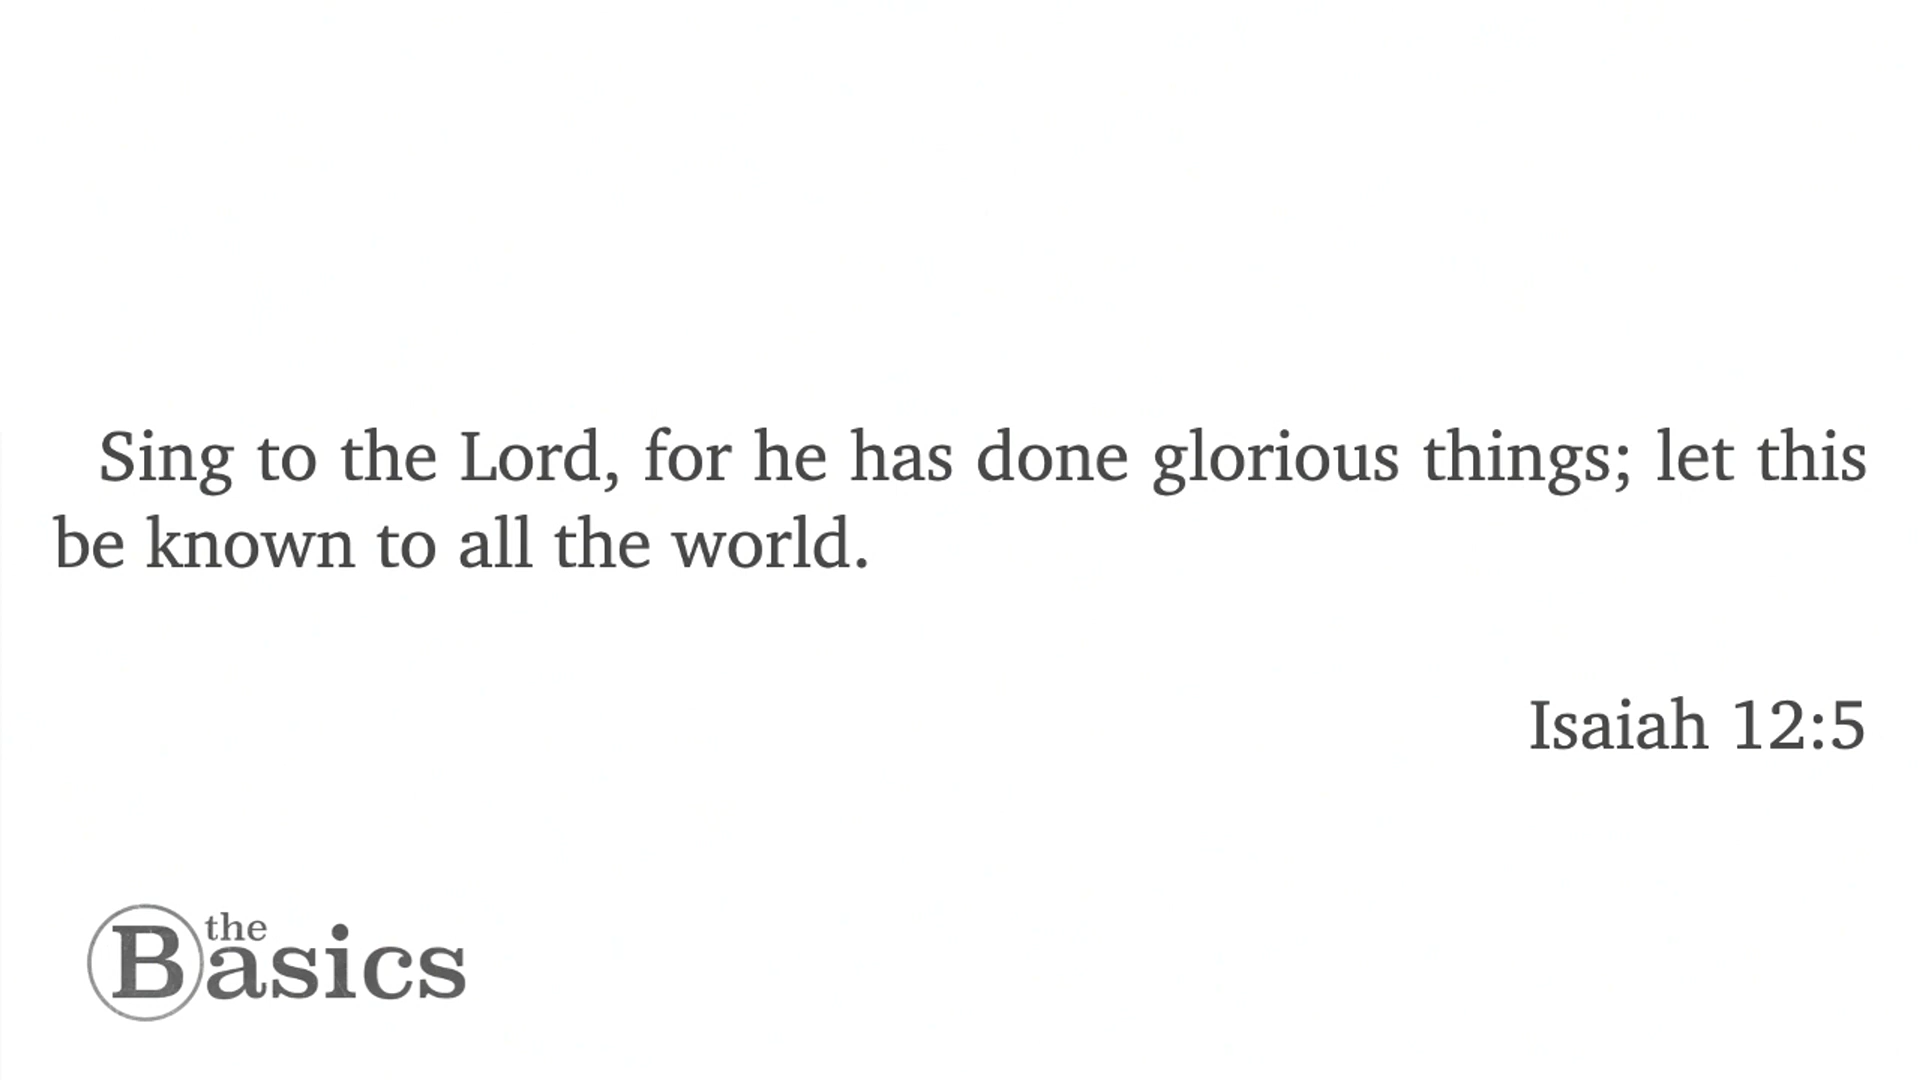 Sing to the Lord, for he has done glorious things; let this
be known to all the world.
Isaiah 12:5
the
Basics